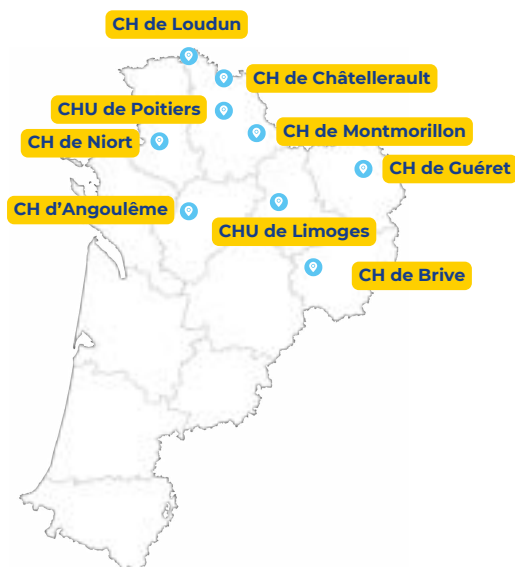 CH de Loudun
CH de Châtellerault
CHU de Poitiers
CH de Montmorillon
CH de Niort
CH de Guéret
CH d’Angoulême
CHU de Limoges
CH de Brive